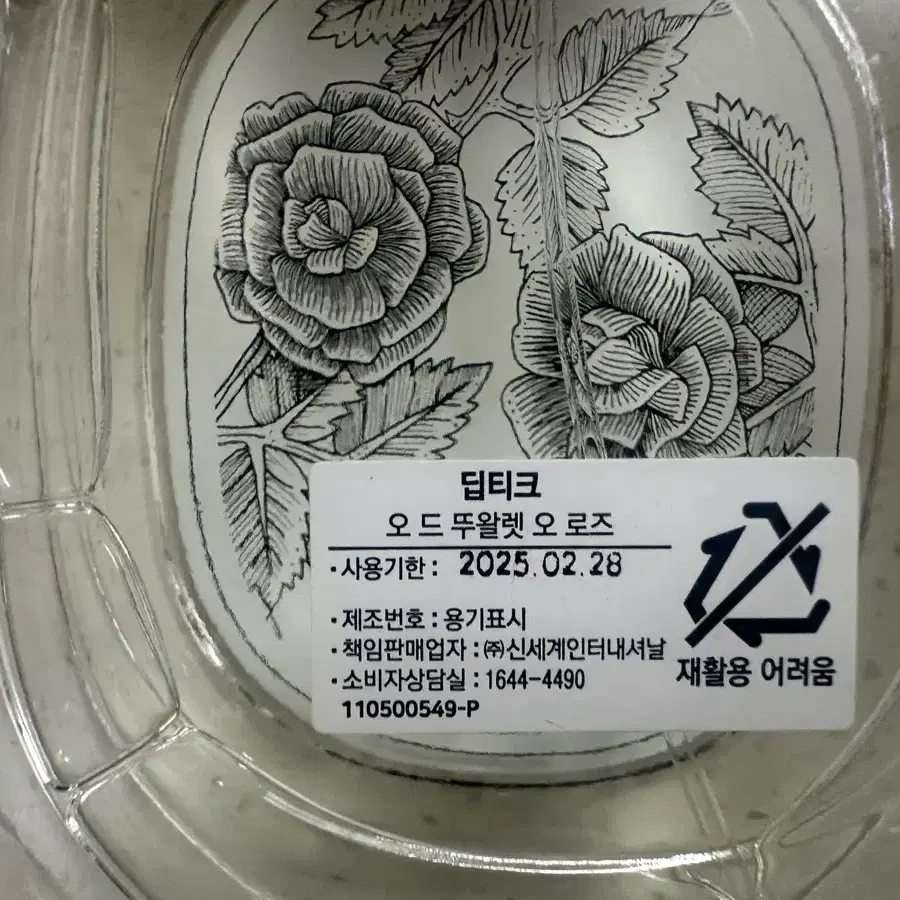 딥티크
오 드 뚜왈렛 오 로즈
·사용기한 : 2025.02.28
·제조번호 : 용기표시
·책임판매업자 : ㈜신세계인터내셔날
·소비자상담실 : 1644-4490
110500549-P
재활용 어려움